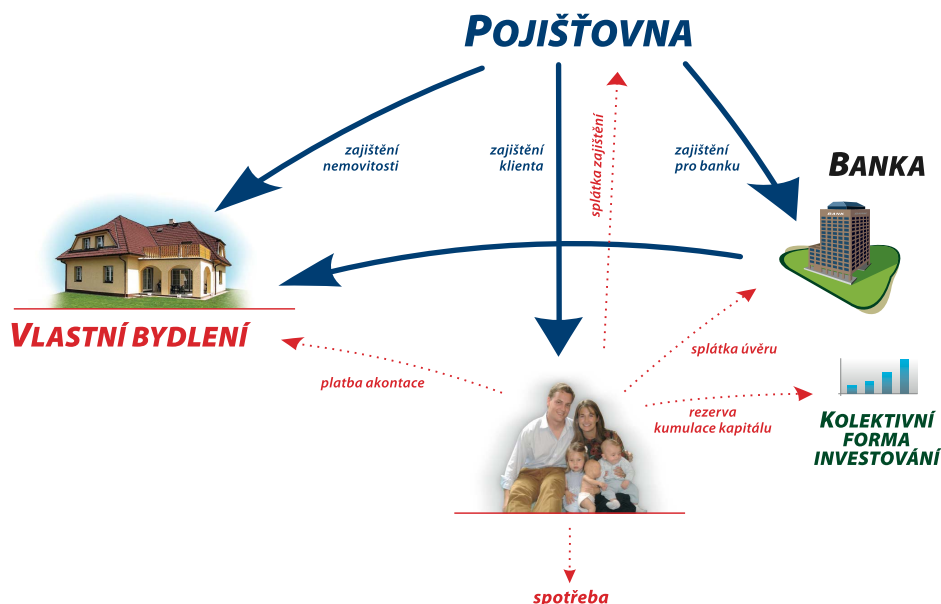 POJIŠŤOVNA
zajištění
nemovitosti
zajištění
klienta
splátka zajištění
zajištění
pro banku
BANKA
BANK
VLASTNÍ BYDLENÍ
platba akontace
splátka úvěru
rezerva
kumulace kapitálu
KOLEKTIVNÍ
FORMA
INVESTOVÁNÍ
spotřeba